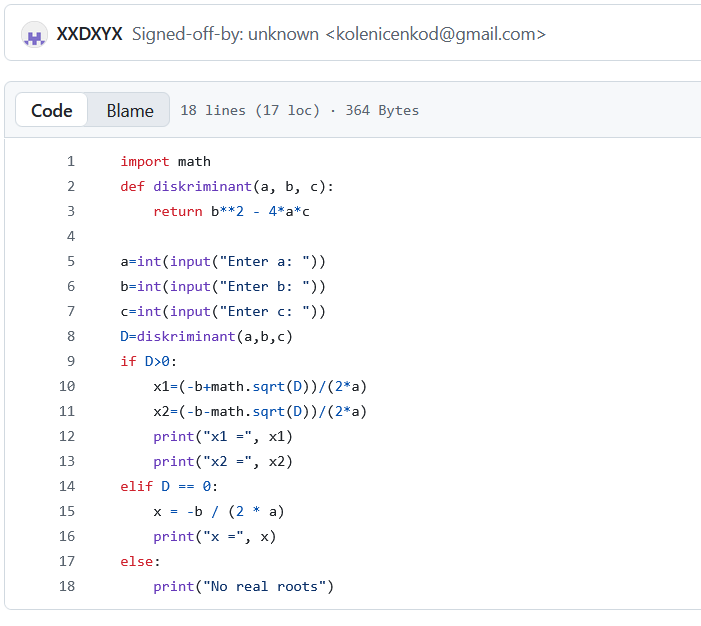 XXDXYX Signed-off-by: unknown <kolenicenkod@gmail.com>
Code Blame 18 lines (17 loc) · 364 Bytes
1 import math
2 def diskriminant(a, b, c):
3     return b**2 - 4*a*c
4
5 a=int(input("Enter a: "))
6 b=int(input("Enter b: "))
7 c=int(input("Enter c: "))
8 D=diskriminant(a,b,c)
9 if D>0:
10     x1=(-b+math.sqrt(D))/(2*a)
11     x2=(-b-math.sqrt(D))/(2*a)
12     print("x1 =", x1)
13     print("x2 =", x2)
14 elif D == 0:
15     x = -b / (2 * a)
16     print("x =", x)
17 else:
18     print("No real roots")